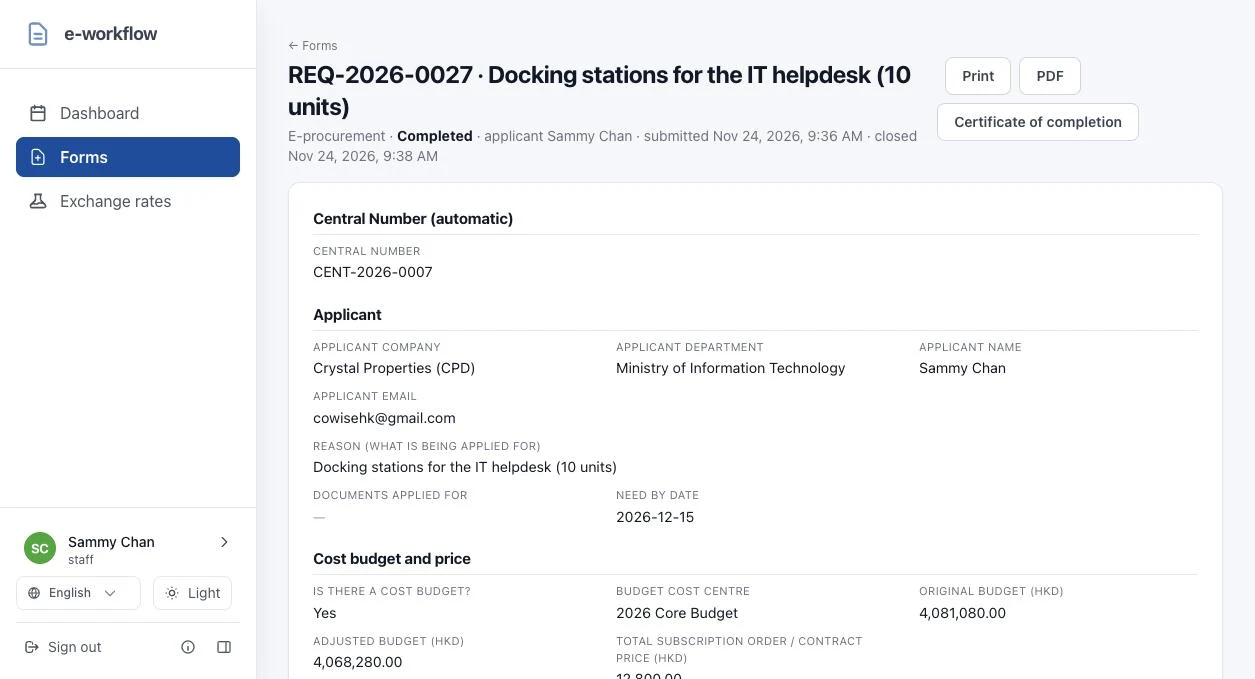 e-workflow
Dashboard
Forms
Exchange rates
SC
Sammy Chan
staff
English
Light
Sign out
← Forms
REQ-2026-0027 · Docking stations for the IT helpdesk (10
units)
E-procurement · Completed · applicant Sammy Chan · submitted Nov 24, 2026, 9:36 AM · closed
Nov 24, 2026, 9:38 AM
Print
PDF
Certificate of completion
Central Number (automatic)
CENTRAL NUMBER
CENT-2026-0007
Applicant
APPLICANT COMPANY
APPLICANT DEPARTMENT
APPLICANT NAME
Crystal Properties (CPD)
Ministry of Information Technology
Sammy Chan
APPLICANT EMAIL
cowisehk@gmail.com
REASON (WHAT IS BEING APPLIED FOR)
Docking stations for the IT helpdesk (10 units)
DOCUMENTS APPLIED FOR
NEED BY DATE
—
2026-12-15
Cost budget and price
IS THERE A COST BUDGET?
BUDGET COST CENTRE
ORIGINAL BUDGET (HKD)
Yes
2026 Core Budget
4,081,080.00
ADJUSTED BUDGET (HKD)
TOTAL SUBSCRIPTION ORDER / CONTRACT
PRICE (HKD)
4,068,280.00
12,800.00